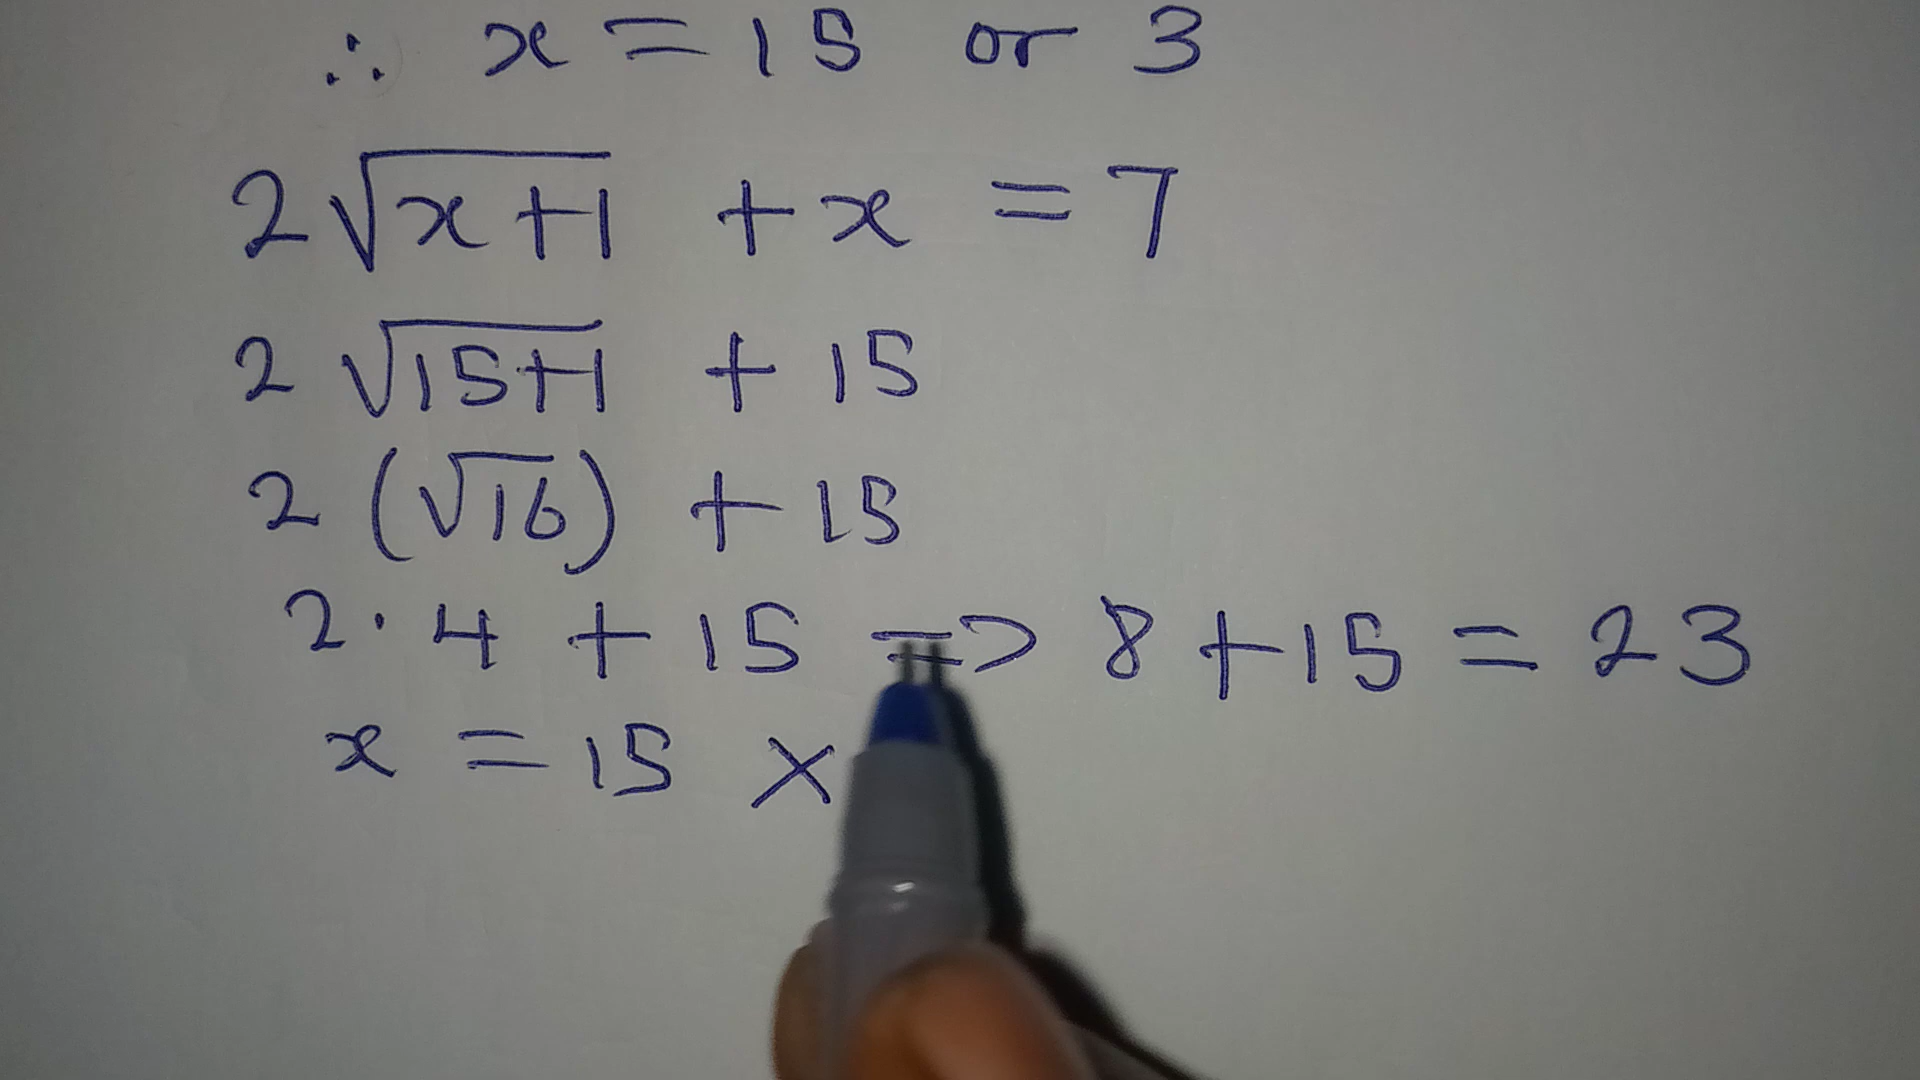 ∴ x = 15 or 3
2√(x+1) + x = 7
2 √(15+1) + 15
2 (√16) + 15
2 · 4 + 15 => 8 + 15 = 23
x = 15 ×